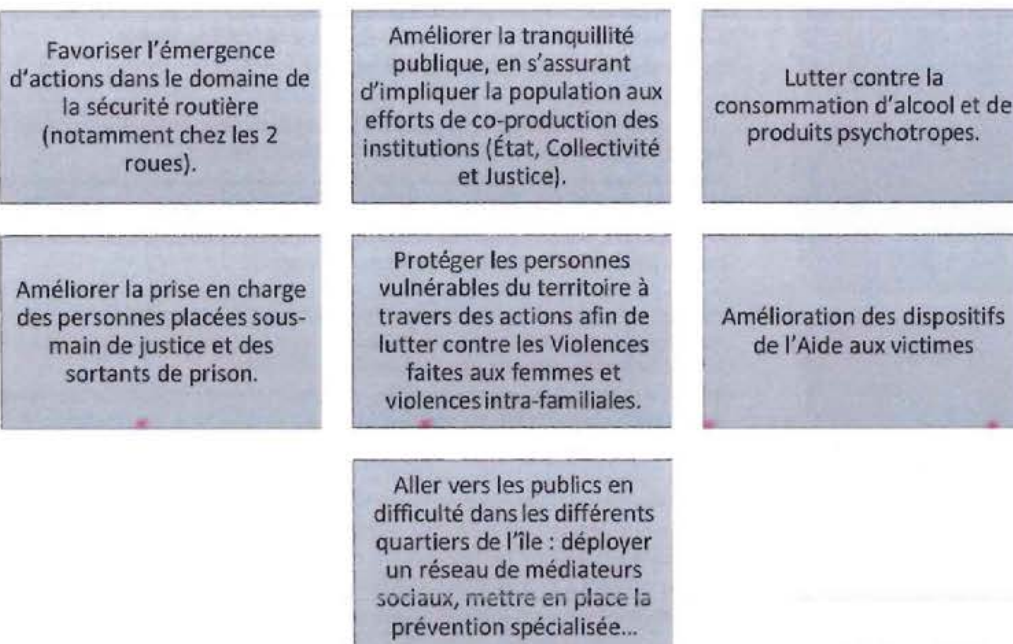 Favoriser l'émergence
d'actions dans le domaine de
la sécurité routière
(notamment chez les 2
roues).
Améliorer la tranquillité
publique, en s'assurant
d'impliquer la population aux
efforts de co-production des
institutions (État, Collectivité
et Justice).
Lutter contre la
consommation d'alcool et de
produits psychotropes.
Améliorer la prise en charge
des personnes placées sous-
main de justice et des
sortants de prison.
Protéger les personnes
vulnérables du territoire à
travers des actions afin de
lutter contre les Violences
faites aux femmes et
violences intra-familiales.
Amélioration des dispositifs
de l'Aide aux victimes
Aller vers les publics en
difficulté dans les différents
quartiers de l'île : déployer
un réseau de médiateurs
sociaux, mettre en place la
prévention spécialisée...